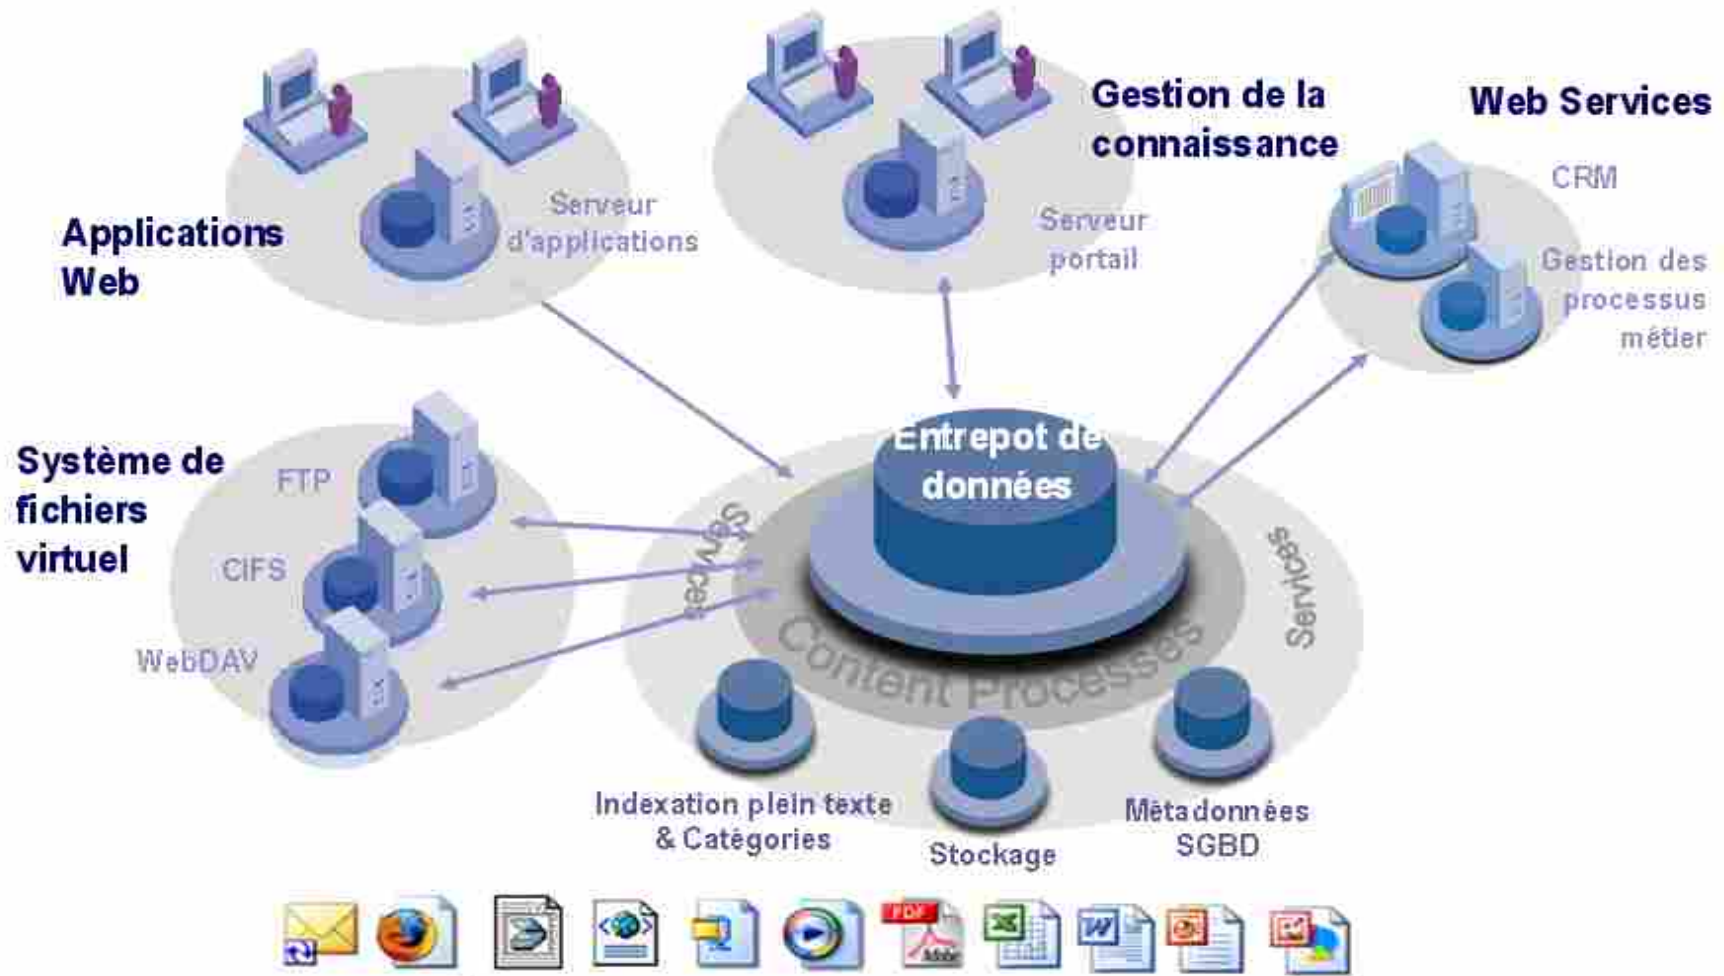 Gestion de la
connaissance
Web Services
CRM
Applications
Web
Serveur
d'applications
Serveur
portail
Gestion des
processus
métier
Système de
fichiers
virtuel
FTP
CIFS
WebDAV
Entrepot de
données
Services
Services
Content Processes
Indexation plein texte
& Catégories
Stockage
Métadonnées
SGBD
PDF
Adobe
X
W